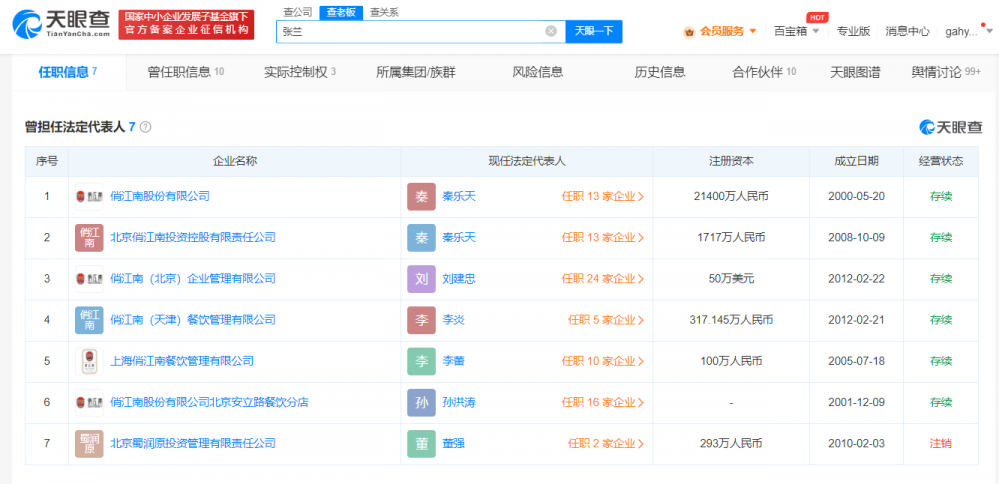 天眼查
TianYanCha.com
国家中小企业发展子基金旗下
官方备案企业征信机构
查公司 查老板 查关系
张兰
天眼一下
会员服务 百宝箱 HOT 专业版 消息中心 gahy...
任职信息 7 曾任职信息 10 实际控制权 3 所属集团/族群 风险信息 历史信息 合作伙伴 10 天眼图谱 舆情讨论 99+
曾担任法定代表人 7 ?
天眼查
序号 企业名称 现任法定代表人 注册资本 成立日期 经营状态
1 俏江南股份有限公司 秦 秦乐天 任职 13 家企业 21400万人民币 2000-05-20 存续
2 俏江南 北京俏江南投资控股有限责任公司 秦 秦乐天 任职 13 家企业 1717万人民币 2008-10-09 存续
3 俏江南（北京）企业管理有限公司 刘 刘建忠 任职 24 家企业 50万美元 2012-02-22 存续
4 俏江南 俏江南（天津）餐饮管理有限公司 李 李炎 任职 5 家企业 317.145万人民币 2012-02-21 存续
5 上海俏江南餐饮管理有限公司 李 李蕾 任职 10 家企业 100万人民币 2005-07-18 存续
6 俏江南股份有限公司北京安立路餐饮分店 孙 孙洪涛 任职 16 家企业 - 2001-12-09 存续
7 蜀润原 北京蜀润原投资管理有限责任公司 董 董强 任职 2 家企业 293万人民币 2010-02-03 注销